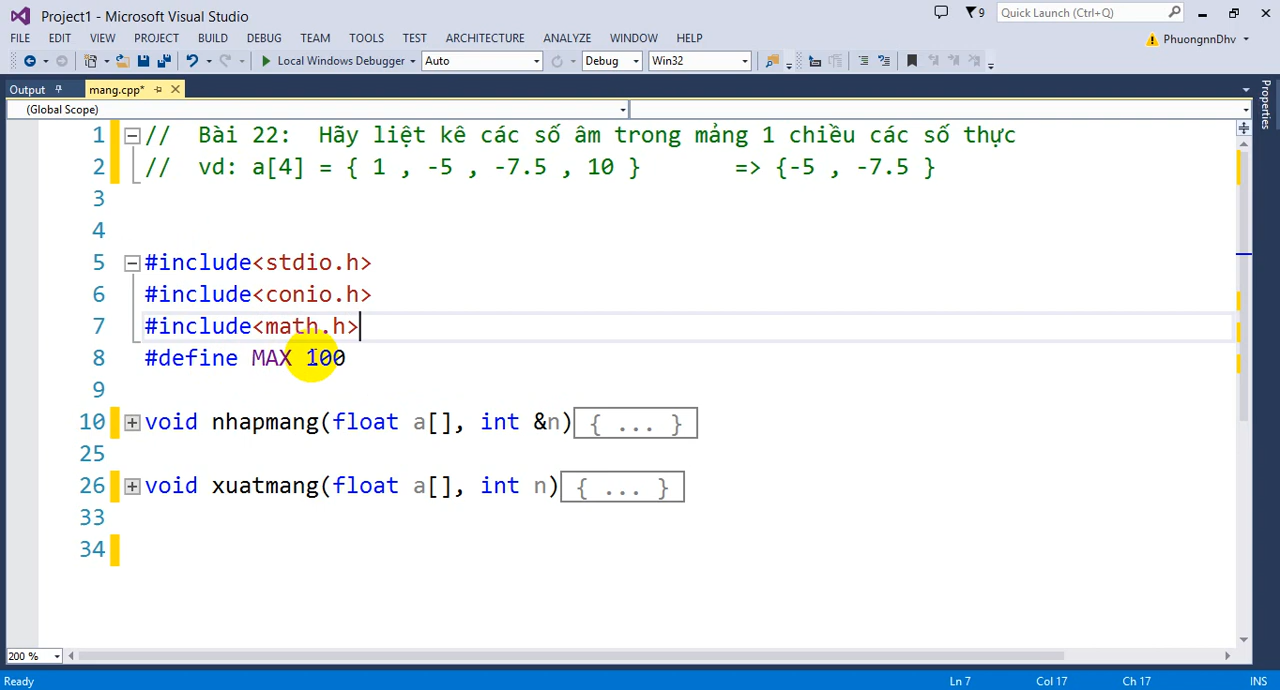 Project1 - Microsoft Visual Studio
9
Quick Launch (Ctrl+Q)
FILE EDIT VIEW PROJECT BUILD DEBUG TEAM TOOLS TEST ARCHITECTURE ANALYZE WINDOW HELP
PhuongnnDhv
Local Windows Debugger Auto Debug Win32
Output mang.cpp*
Properties
(Global Scope)
1 // Bài 22: Hãy liệt kê các số âm trong mảng 1 chiều các số thực
2 // vd: a[4] = { 1 , -5 , -7.5 , 10 } => {-5 , -7.5 }
3
4
5 #include<stdio.h>
6 #include<conio.h>
7 #include<math.h>
8 #define MAX 100
9
10 void nhapmang(float a[], int &n){ ... }
25
26 void xuatmang(float a[], int n){ ... }
33
34
200 %
Ready Ln 7 Col 17 Ch 17 INS